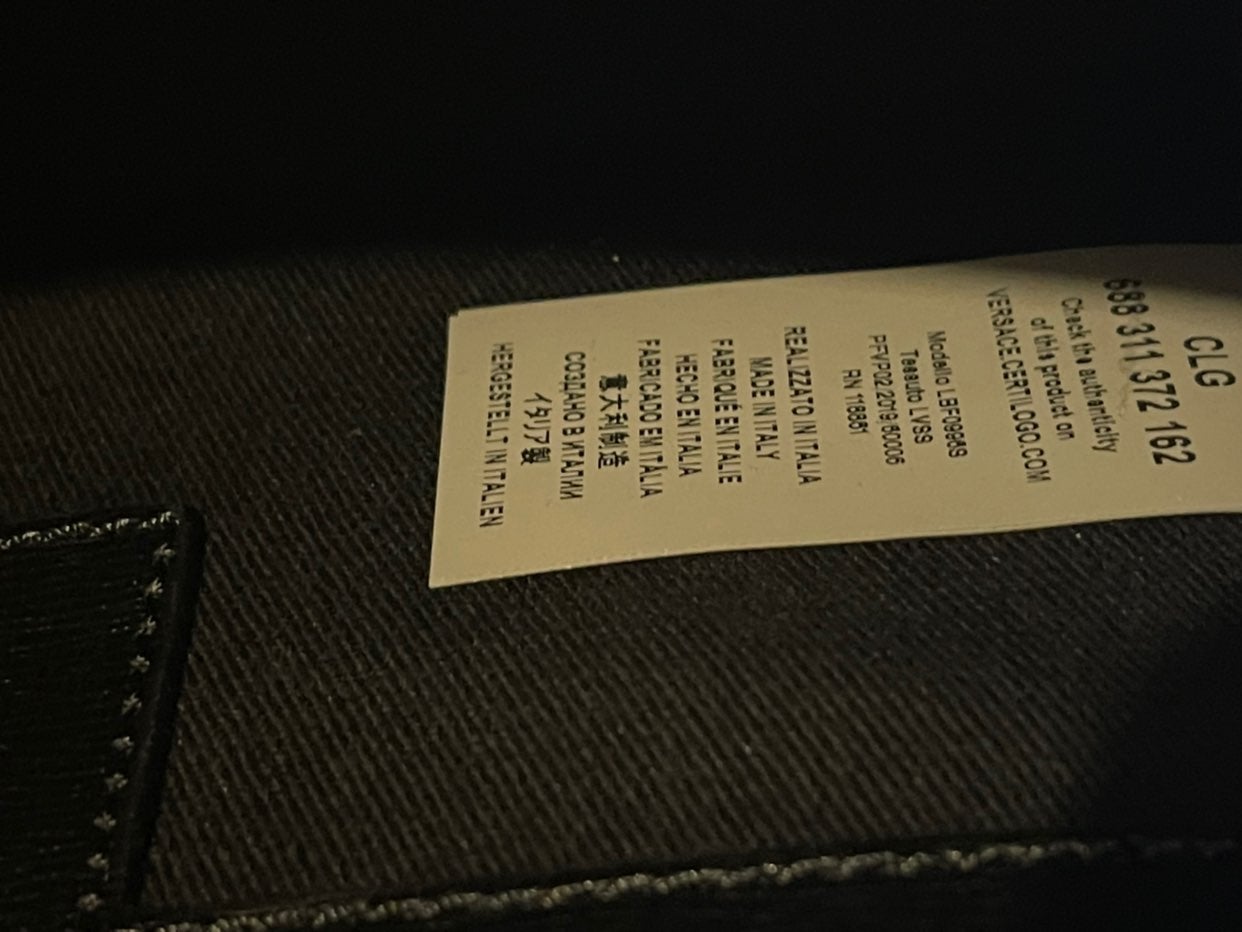 CLG
688 311 372 162
Check the authenticity
of this product on
VERSACE.CERTILOGO.COM
Modello LBF0986S
Tessuto LVSS
PFVP02 2019/60006
RN 118881
REALIZZATO IN ITALIA
MADE IN ITALY
FABRIQUÉ EN ITALIE
HECHO EN ITALIA
FABRICADO EM ITÁLIA
意大利制造
СОЗДАНО В ИТАЛИИ
イタリア製
HERGESTELLT IN ITALIEN